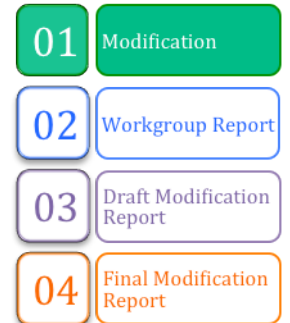 01 Modification
02 Workgroup Report
03 Draft Modification
Report
04 Final Modification
Report